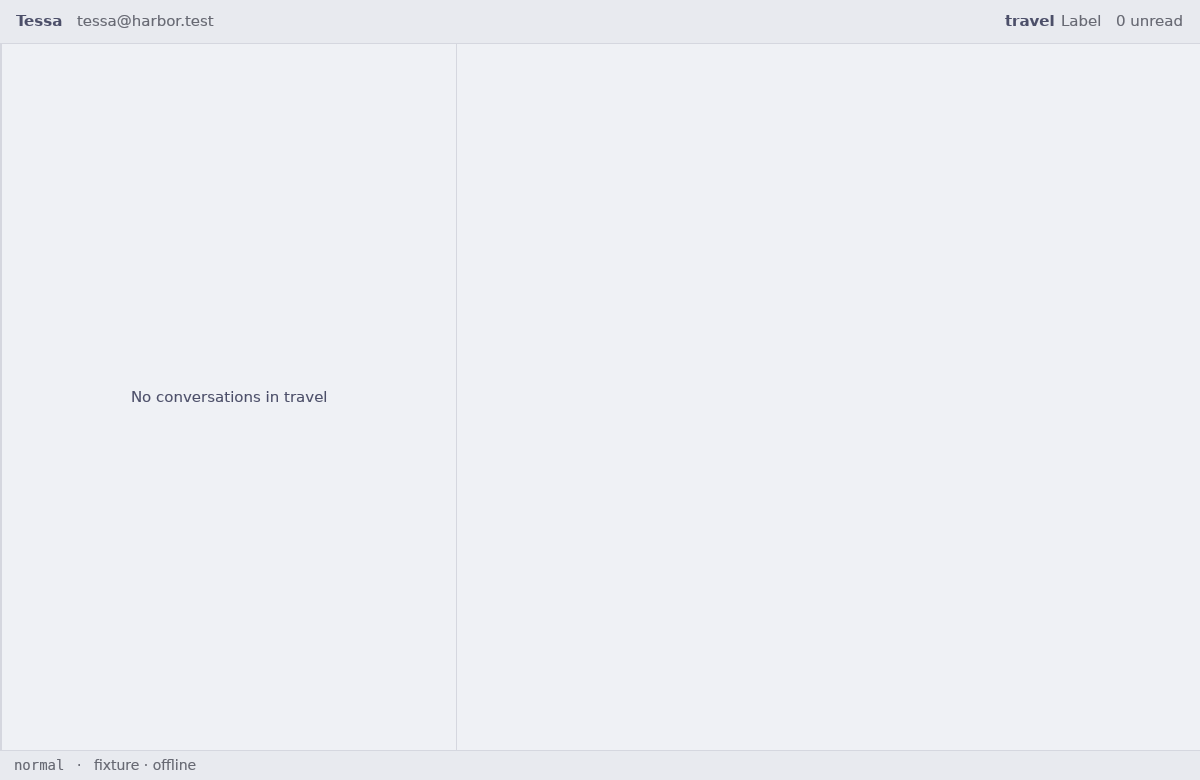 Tessa tessa@harbor.test
travel Label 0 unread
No conversations in travel
normal · fixture · offline